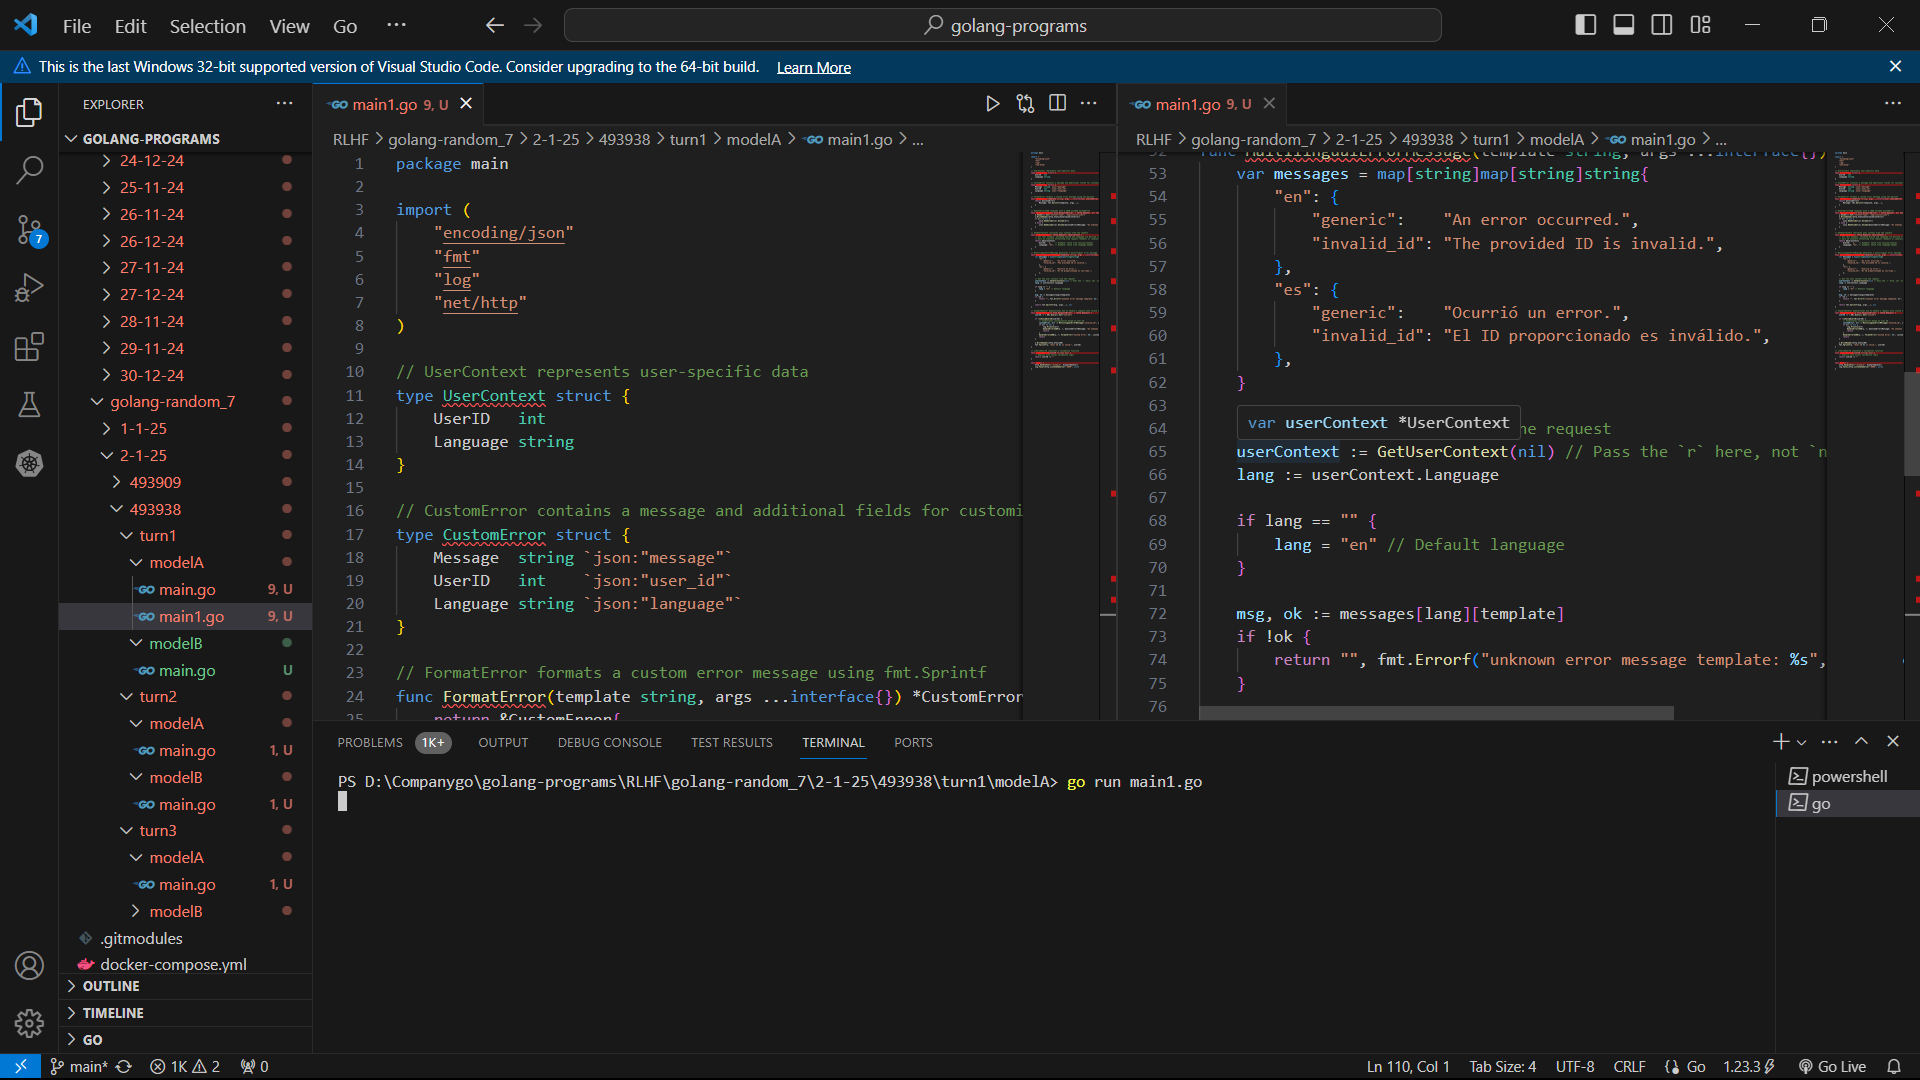 File Edit Selection View Go ...
golang-programs
This is the last Windows 32-bit supported version of Visual Studio Code. Consider upgrading to the 64-bit build. Learn More
EXPLORER
GOLANG-PROGRAMS
24-12-24
25-11-24
26-11-24
26-12-24
27-11-24
27-12-24
28-11-24
29-11-24
30-12-24
golang-random_7
1-1-25
2-1-25
493909
493938
turn1
modelA
main.go 9, U
main1.go 9, U
modelB
main.go U
turn2
modelA
main.go 1, U
modelB
main.go 1, U
turn3
modelA
main.go 1, U
modelB
.gitmodules
docker-compose.yml
OUTLINE
TIMELINE
GO
main1.go 9, U
RLHF > golang-random_7 > 2-1-25 > 493938 > turn1 > modelA > main1.go > ...
1 package main
2
3 import (
4 "encoding/json"
5 "fmt"
6 "log"
7 "net/http"
8 )
9
10 // UserContext represents user-specific data
11 type UserContext struct {
12 UserID int
13 Language string
14 }
15
16 // CustomError contains a message and additional fields for customi
17 type CustomError struct {
18 Message string `json:"message"`
19 UserID int `json:"user_id"`
20 Language string `json:"language"`
21 }
22
23 // FormatError formats a custom error message using fmt.Sprintf
24 func FormatError(template string, args ...interface{}) *CustomError
25 return &CustomError{
main1.go 9, U
RLHF > golang-random_7 > 2-1-25 > 493938 > turn1 > modelA > main1.go > ...
52 func MultilingualErrorMessage(template string, args ...interface{})
53 var messages = map[string]map[string]string{
54 "en": {
55 "generic": "An error occurred.",
56 "invalid_id": "The provided ID is invalid.",
57 },
58 "es": {
59 "generic": "Ocurrió un error.",
60 "invalid_id": "El ID proporcionado es inválido.",
61 },
62 }
63
var userContext *UserContext
64 he request
65 userContext := GetUserContext(nil) // Pass the `r` here, not `n
66 lang := userContext.Language
67
68 if lang == "" {
69 lang = "en" // Default language
70 }
71
72 msg, ok := messages[lang][template]
73 if !ok {
74 return "", fmt.Errorf("unknown error message template: %s",
75 }
76
PROBLEMS 1K+ OUTPUT DEBUG CONSOLE TEST RESULTS TERMINAL PORTS
PS D:\Companygo\golang-programs\RLHF\golang-random_7\2-1-25\493938\turn1\modelA> go run main1.go
powershell
go
7
main* 1K 2 0
Ln 110, Col 1 Tab Size: 4 UTF-8 CRLF Go 1.23.3 Go Live